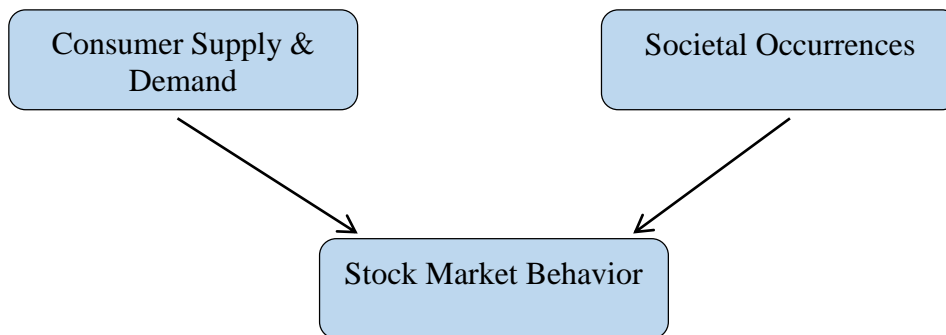 Consumer Supply &
Demand
Societal Occurrences
Stock Market Behavior